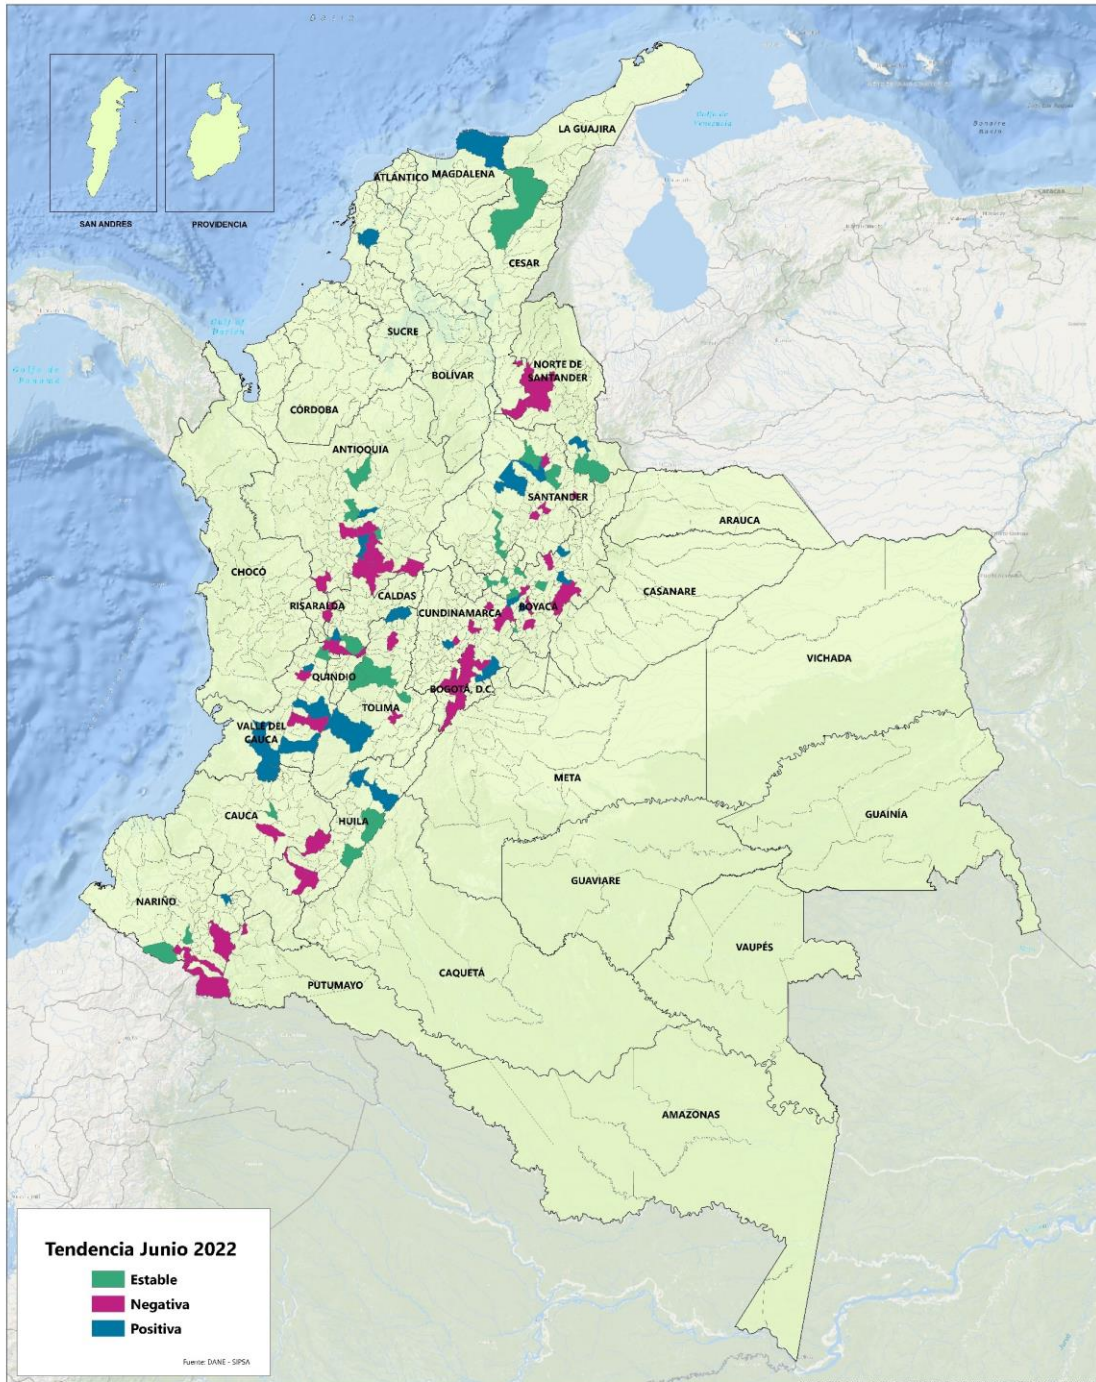 LA GUAJIRA
ATLÁNTICO
MAGDALENA
SAN ANDRES
PROVIDENCIA
CESAR
SUCRE
BOLÍVAR
NORTE DE
SANTANDER
CÓRDOBA
ANTIOQUIA
SANTANDER
ARAUCA
CHOCÓ
CASANARE
RISARALDA
CALDAS
CUNDINAMARCA
BOYACÁ
VICHADA
QUINDIO
BOGOTÁ, D.C.
TOLIMA
VALLE DEL
CAUCA
META
CAUCA
HUILA
GUAINÍA
GUAVIARE
NARIÑO
VAUPÉS
CAQUETÁ
PUTUMAYO
AMAZONAS
Tendencia Junio 2022
Estable
Negativa
Positiva
Fuente: DANE - SIPSA